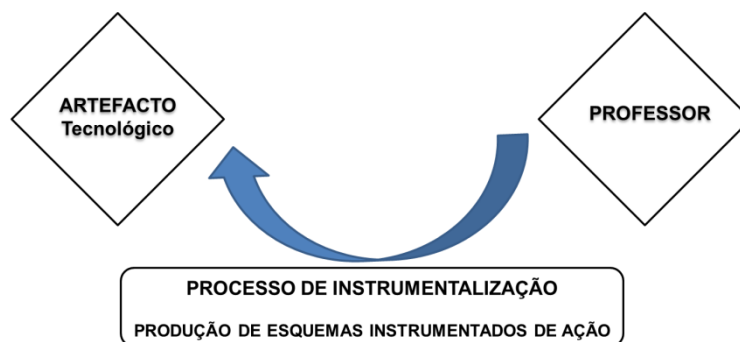 ARTEFACTO
Tecnológico
PROFESSOR
PROCESSO DE INSTRUMENTALIZAÇÃO
PRODUÇÃO DE ESQUEMAS INSTRUMENTADOS DE AÇÃO